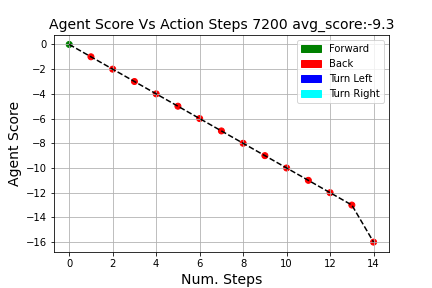 Agent Score Vs Action Steps 7200 avg_score:-9.3
Forward
Back
Turn Left
Turn Right
Agent Score
0
−2
−4
−6
−8
−10
−12
−14
−16
0 2 4 6 8 10 12 14
Num. Steps